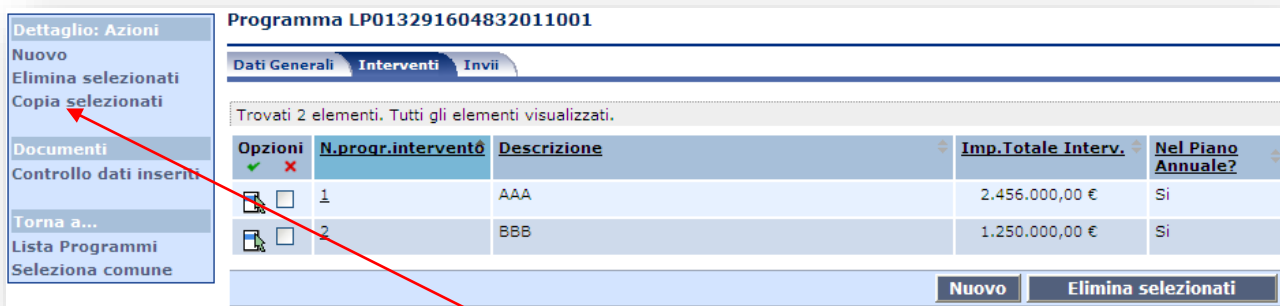 Programma LP013291604832011001
Dettaglio: Azioni
Nuovo
Elimina selezionati
Copia selezionati
Documenti
Controllo dati inseriti
Torna a...
Lista Programmi
Seleziona comune
Dati Generali Interventi Invii
Trovati 2 elementi. Tutti gli elementi visualizzati.
Opzioni N.progr.intervento Descrizione Imp.Totale Interv. Nel Piano Annuale?
1 AAA 2.456.000,00 € Si
2 BBB 1.250.000,00 € Si
Nuovo Elimina selezionati